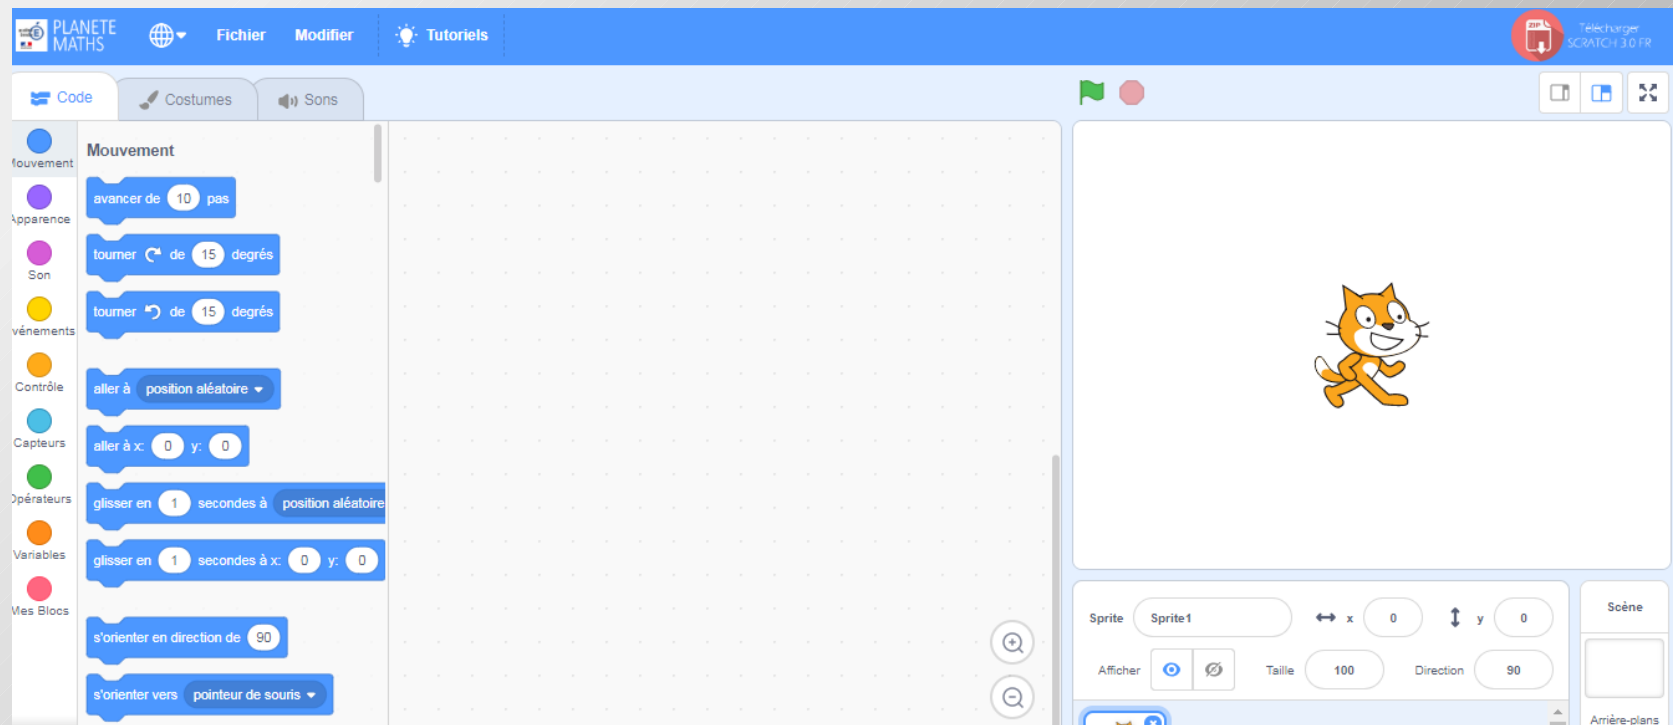 PLANETE
MATHS
Fichier
Modifier
Tutoriels
ZIP
Télécharger
SCRATCH 3.0 FR
Code
Costumes
Sons
Mouvement
avancer de 10 pas
tourner de 15 degrés
tourner de 15 degrés
aller à position aléatoire
aller à x: 0 y: 0
glisser en 1 secondes à position aléatoire
glisser en 1 secondes à x: 0 y: 0
s'orienter en direction de 90
s'orienter vers pointeur de souris
Mouvement
Apparence
Son
vénements
Contrôle
Capteurs
Opérateurs
Variables
Mes Blocs
Sprite Sprite1 x 0 y 0
Afficher Taille 100 Direction 90
Scène
Arrière-plans